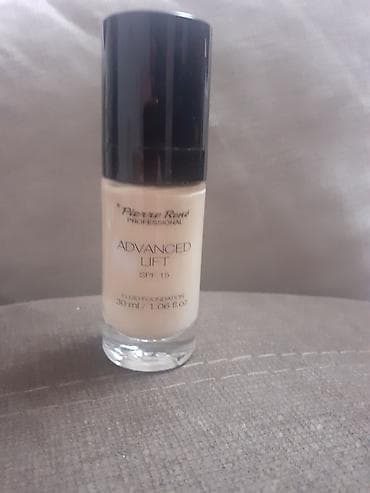 Pierre René
PROFESSIONAL
ADVANCED
LIFT
SPF 15
FLUID FOUNDATION
30 ml / 1.06 fl.oz